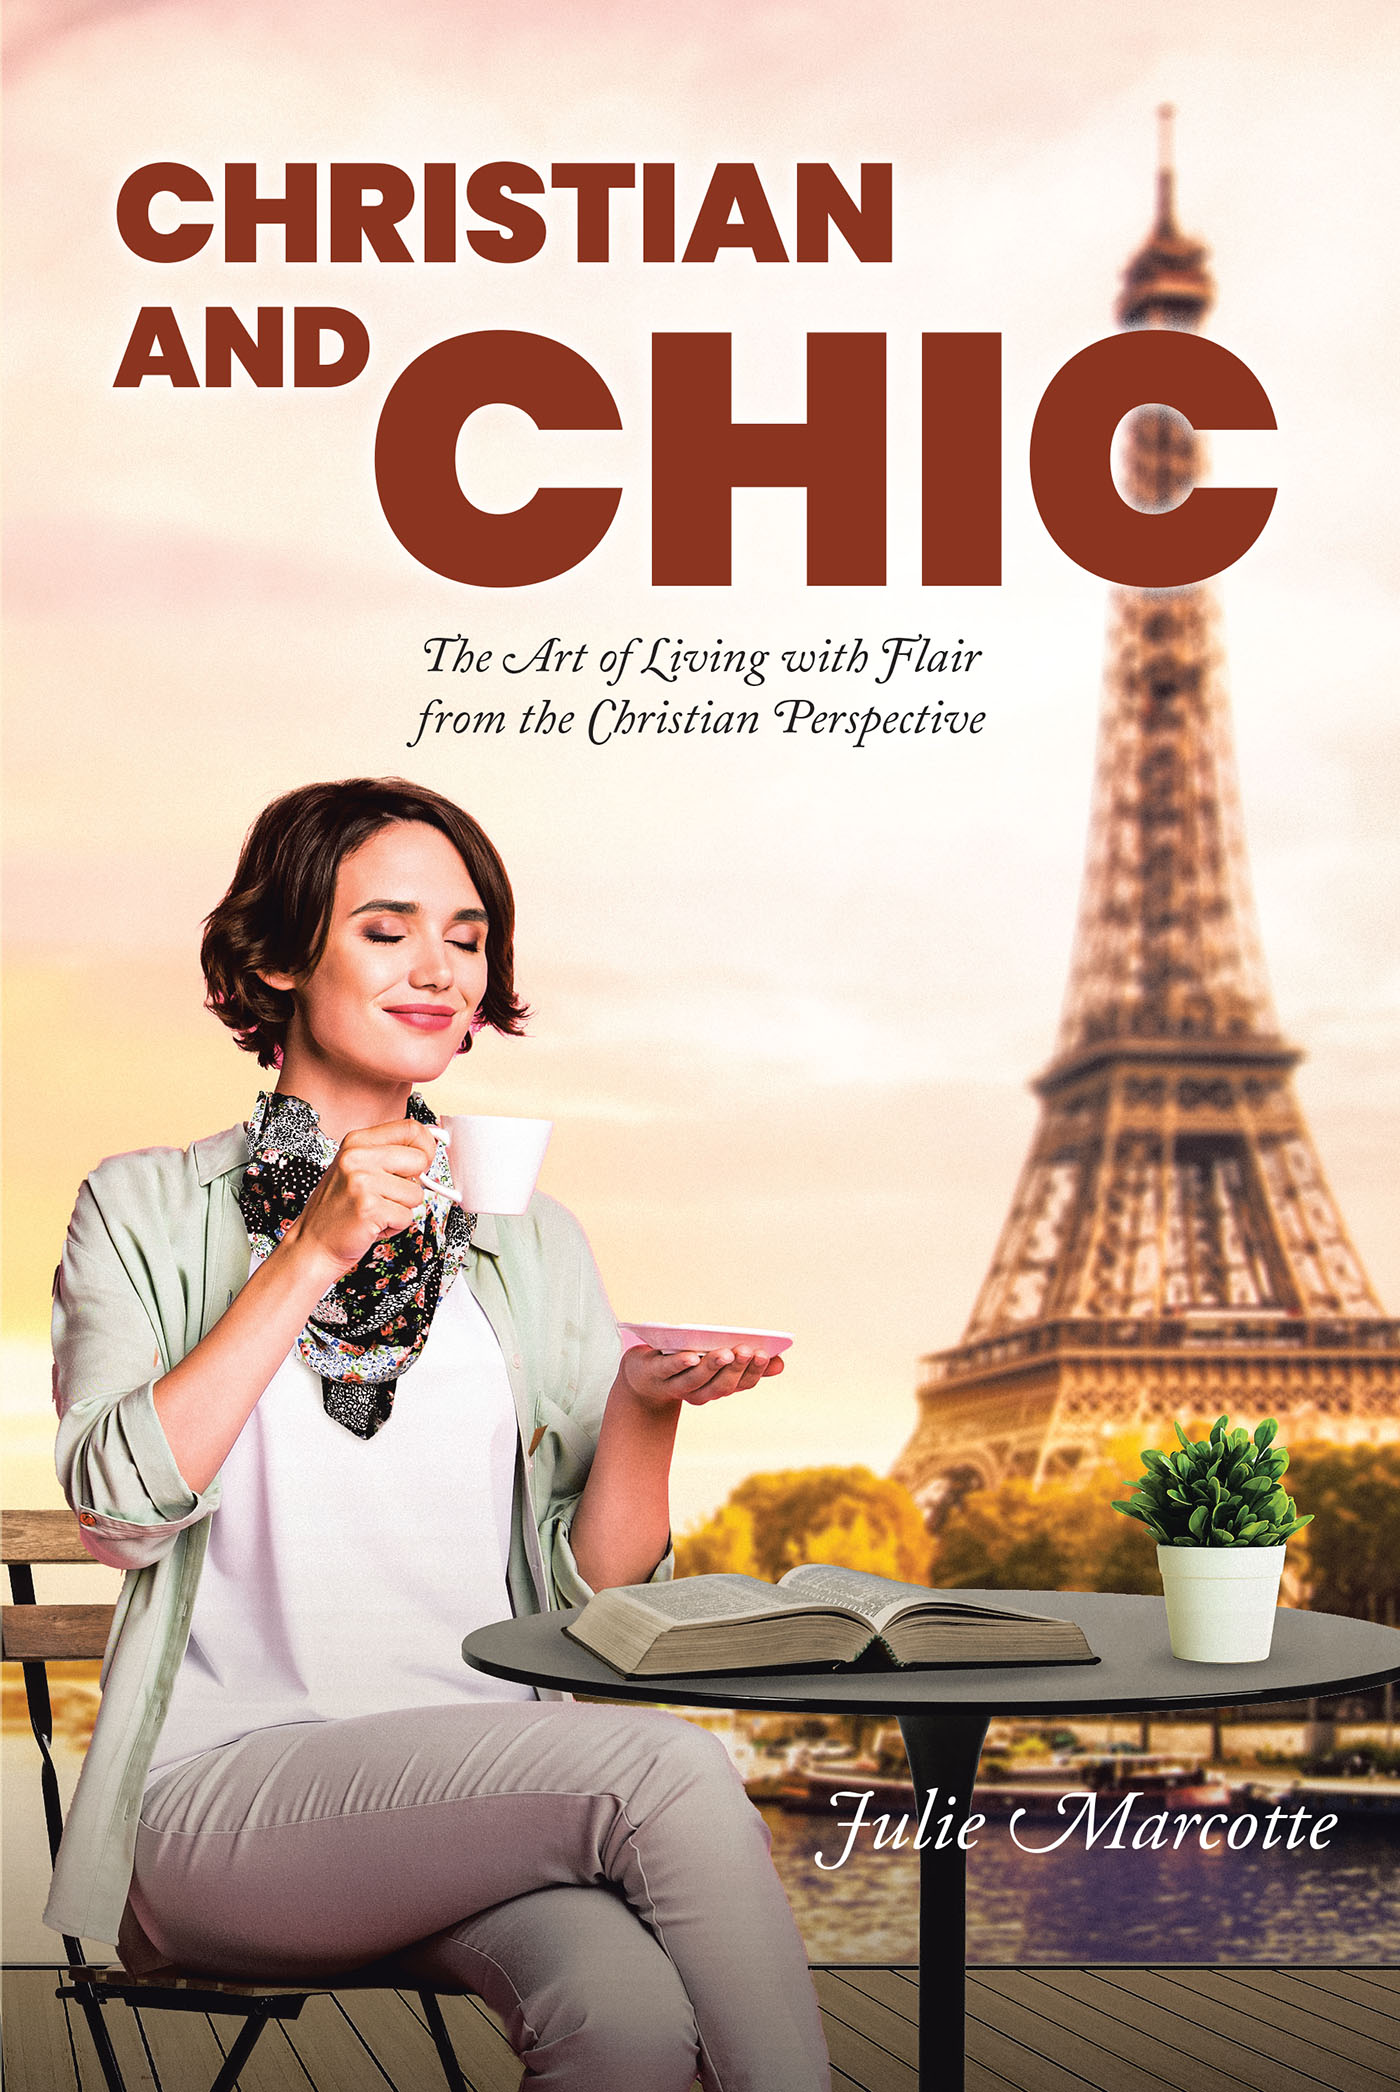 CHRISTIAN
AND CHIC
The Art of Living with Flair
from the Christian Perspective
Julie Marcotte